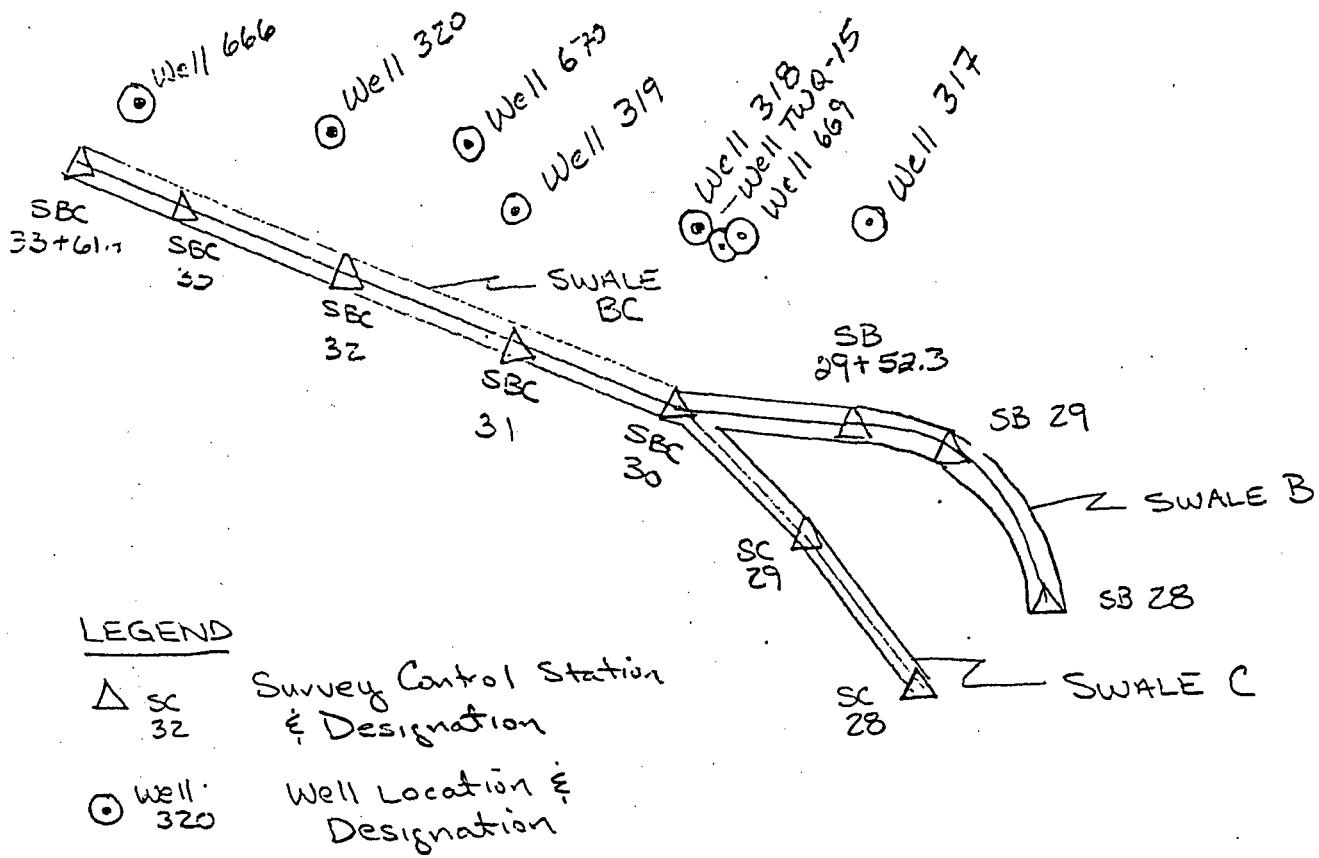 Well 666
Well 320
Well 679
Well 319
Well 318
Well TWQ-15
Well 669
Well 317
SBC
33+61.7
SBC
33
SBC
32
SBC
31
SBC
30
SWALE
BC
SB
29+52.3
SB 29
SWALE B
SB 28
SC
29
SC
28
SWALE C
LEGEND
SC
32
Survey Control Station
& Designation
Well
320
Well Location &
Designation